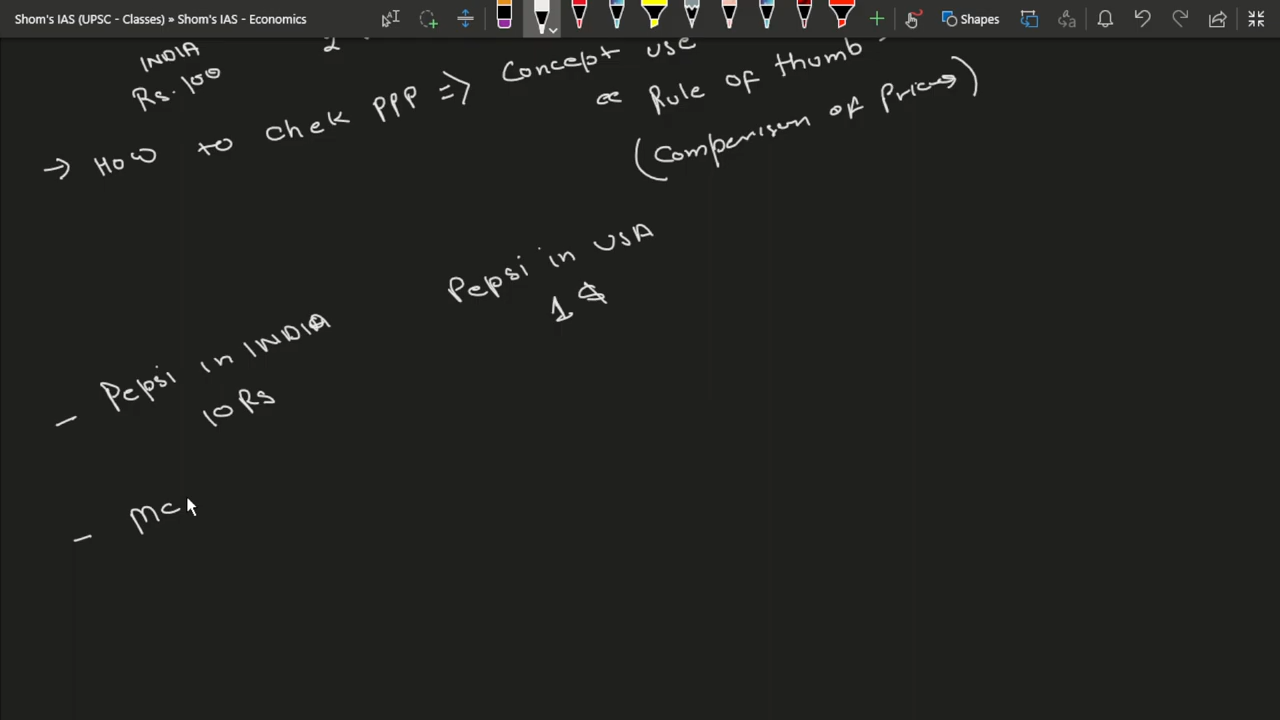 Shom's IAS (UPSC - Classes) » Shom's IAS - Economics
Shapes
INDIA
Rs. 100
→ How to chek PPP => Concept use
∝ Rule of thumb
(Comparison of Prices)
Pepsi in USA
1 $
- Pepsi in INDIA
10 Rs
- MC